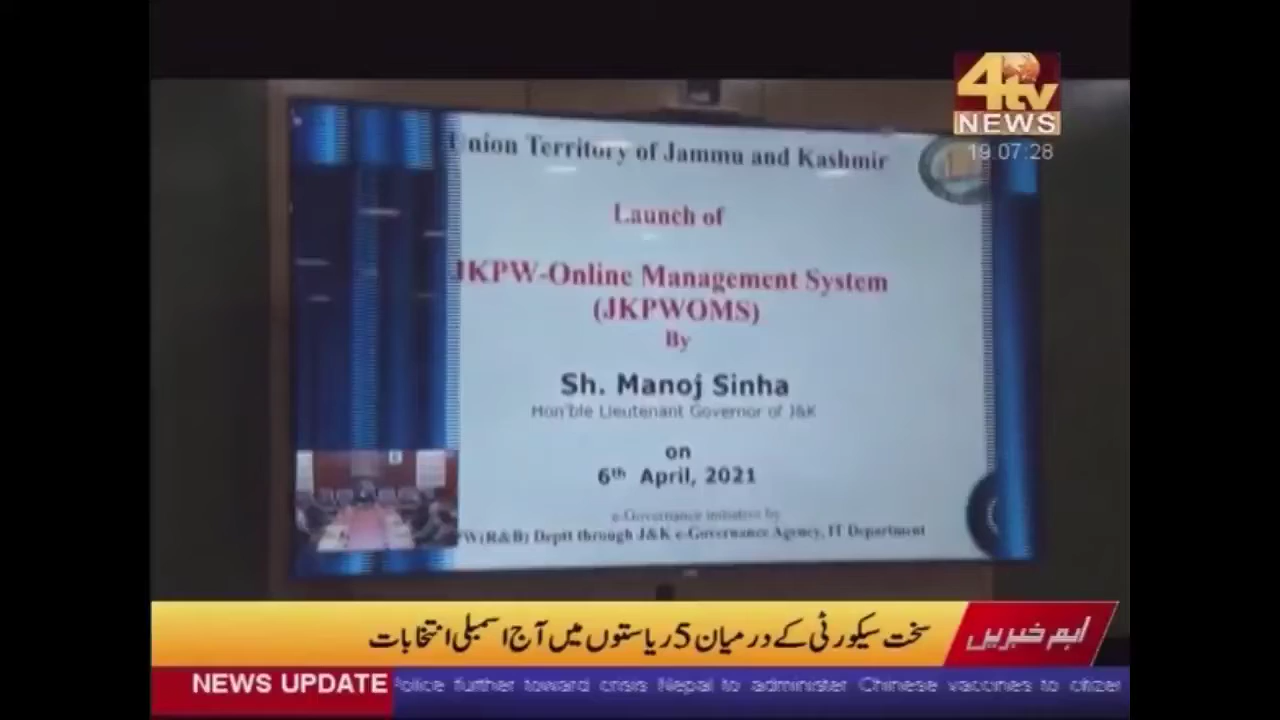 4tv
NEWS
19:07:28
Union Territory of Jammu and Kashmir
Launch of
JKPW-Online Management System
(JKPWOMS)
By
Sh. Manoj Sinha
Hon'ble Lieutenant Governor of J&K
on
6th April, 2021
e-Governance initiative by
PW(R&B) Deptt through J&K e-Governance Agency, IT Department
اہم خبریں
سخت سیکورٹی کے درمیان 5 ریاستوں میں آج اسمبلی انتخابات
NEWS UPDATE
Police further toward crisis Nepal to administer Chinese vaccines to